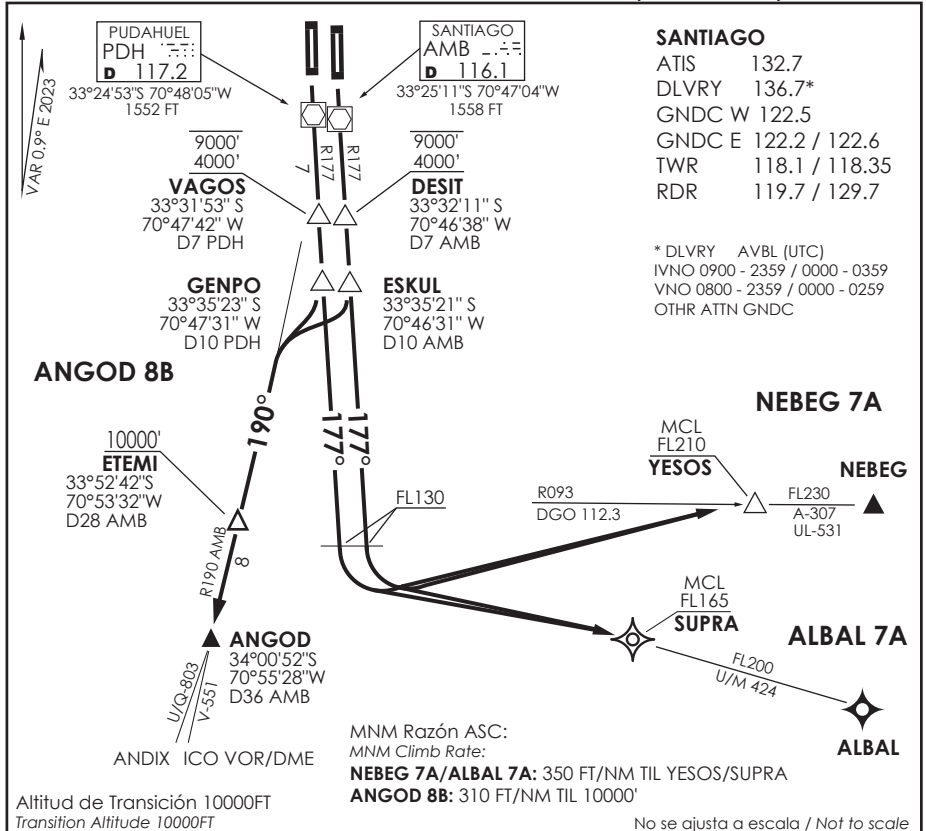 PUDAHUEL
PDH
D 117.2
33°24'53"S 70°48'05"W
1552 FT
SANTIAGO
AMB
D 116.1
33°25'11"S 70°47'04"W
1558 FT
SANTIAGO
ATIS 132.7
DLVRY 136.7*
GNDC W 122.5
GNDC E 122.2 / 122.6
TWR 118.1 / 118.35
RDR 119.7 / 129.7
* DLVRY AVBL (UTC)
IVNO 0900 - 2359 / 0000 - 0359
VNO 0800 - 2359 / 0000 - 0259
OTHR ATTN GNDC
VAR 0.9° E 2023
R177
7
R177
9000'
4000'
VAGOS
33°31'53" S
70°47'42" W
D7 PDH
9000'
4000'
DESIT
33°32'11" S
70°46'38" W
D7 AMB
GENPO
33°35'23" S
70°47'31" W
D10 PDH
ESKUL
33°35'21" S
70°46'31" W
D10 AMB
ANGOD 8B
190°
177°
177°
10000'
ETEMI
33°52'42"S
70°53'32"W
D28 AMB
R190 AMB
8
ANGOD
34°00'52"S
70°55'28"W
D36 AMB
U/Q-803
V-551
ANDIX ICO VOR/DME
FL130
NEBEG 7A
MCL
FL210
YESOS
NEBEG
R093
DGO 112.3
FL230
A-307
UL-531
MCL
FL165
SUPRA
ALBAL 7A
FL200
U/M 424
ALBAL
MNM Razón ASC:
MNM Climb Rate:
NEBEG 7A/ALBAL 7A: 350 FT/NM TIL YESOS/SUPRA
ANGOD 8B: 310 FT/NM TIL 10000'
Altitud de Transición 10000FT
Transition Altitude 10000FT
No se ajusta a escala / Not to scale